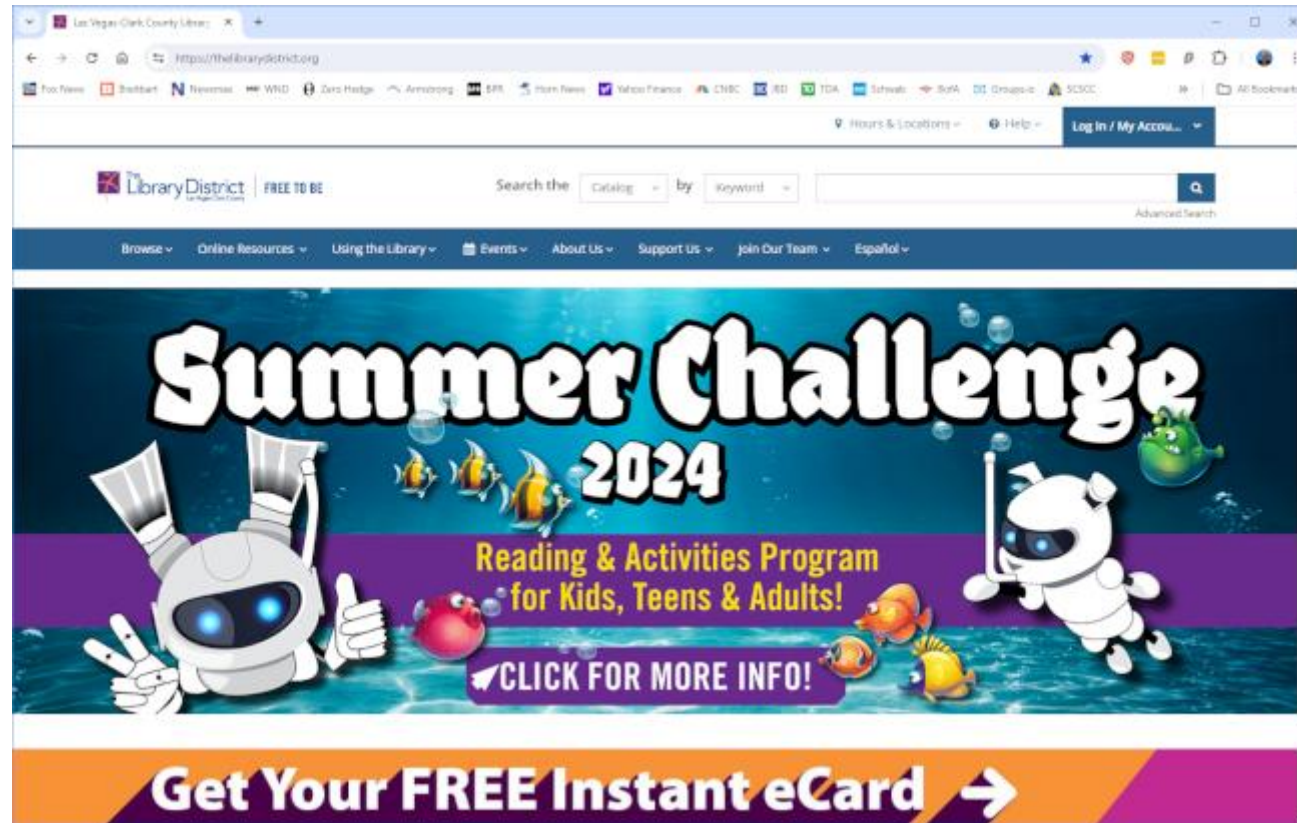 Las Vegas-Clark County Library
https://thelibrarydistrict.org
Fox News Breitbart Newsmax WND Zero Hedge Armstrong BPR Horn News Yahoo Finance CNBC IBD TDA Schwab BofA Groups.io SCSCC All Bookmarks
Hours & Locations Help Log In / My Accou...
The Library District FREE TO BE
Las Vegas-Clark County
Search the Catalog by Keyword
Advanced Search
Browse Online Resources Using the Library Events About Us Support Us Join Our Team Español
Summer Challenge
2024
Reading & Activities Program
for Kids, Teens & Adults!
CLICK FOR MORE INFO!
Get Your FREE Instant eCard